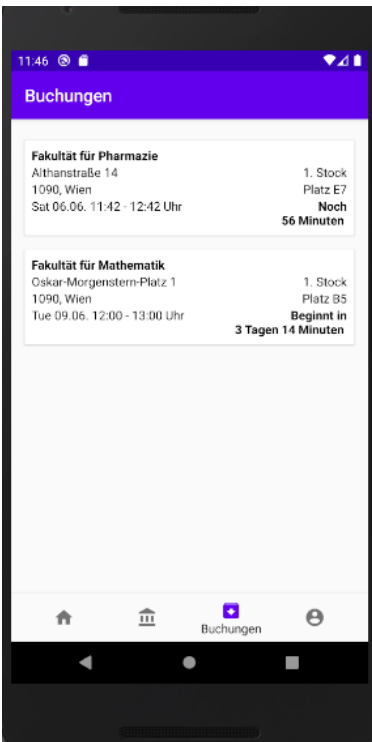 11:46
Buchungen
Fakultät für Pharmazie
Althanstraße 14 1. Stock
1090, Wien Platz E7
Sat 06.06. 11:42 - 12:42 Uhr Noch
56 Minuten
Fakultät für Mathematik
Oskar-Morgenstern-Platz 1 1. Stock
1090, Wien Platz B5
Tue 09.06. 12:00 - 13:00 Uhr Beginnt in
3 Tagen 14 Minuten
Buchungen